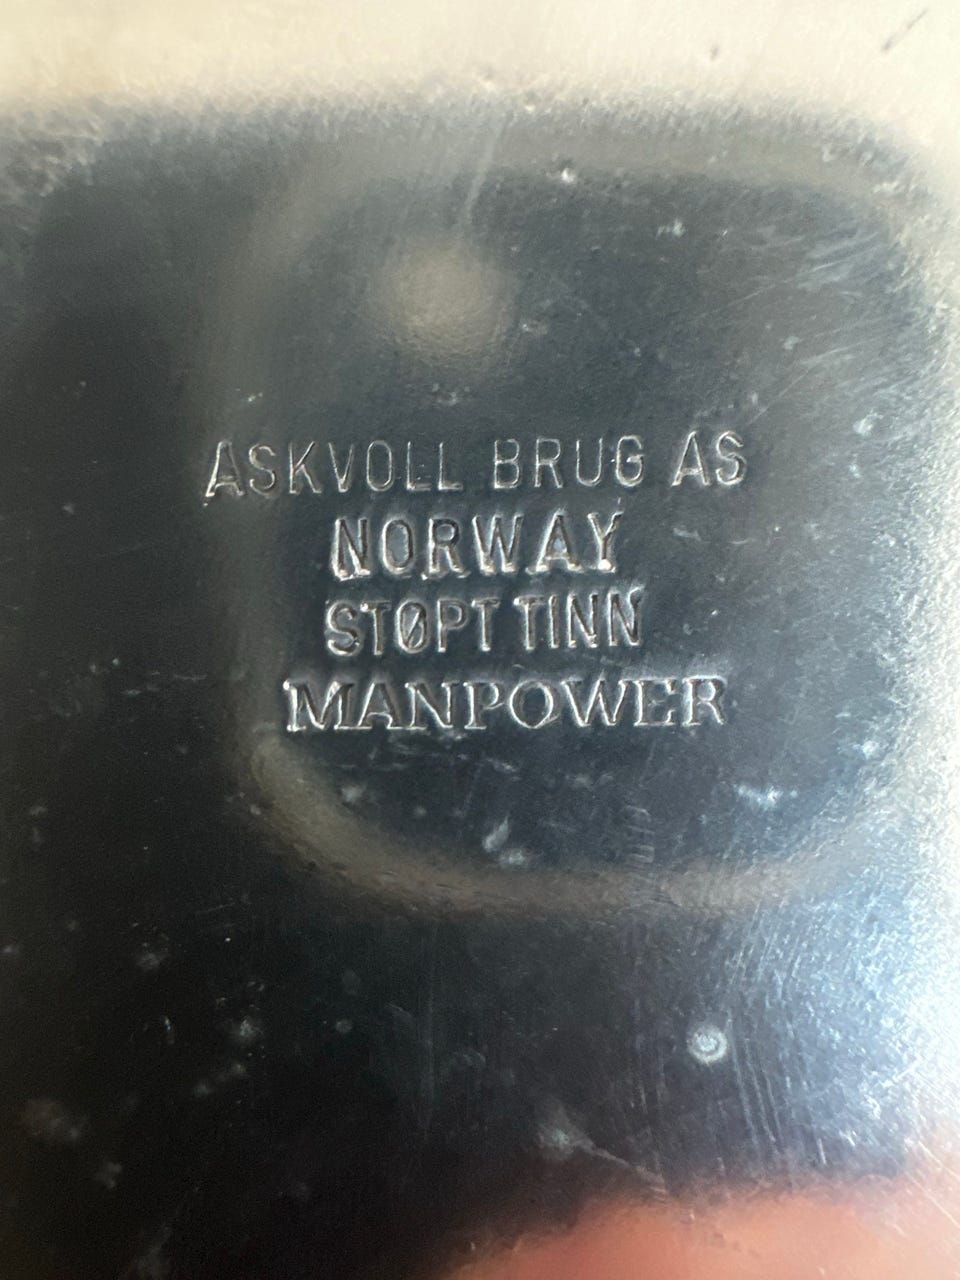 ASKVOLL BRUG AS
NORWAY
STØPT TINN
MANPOWER